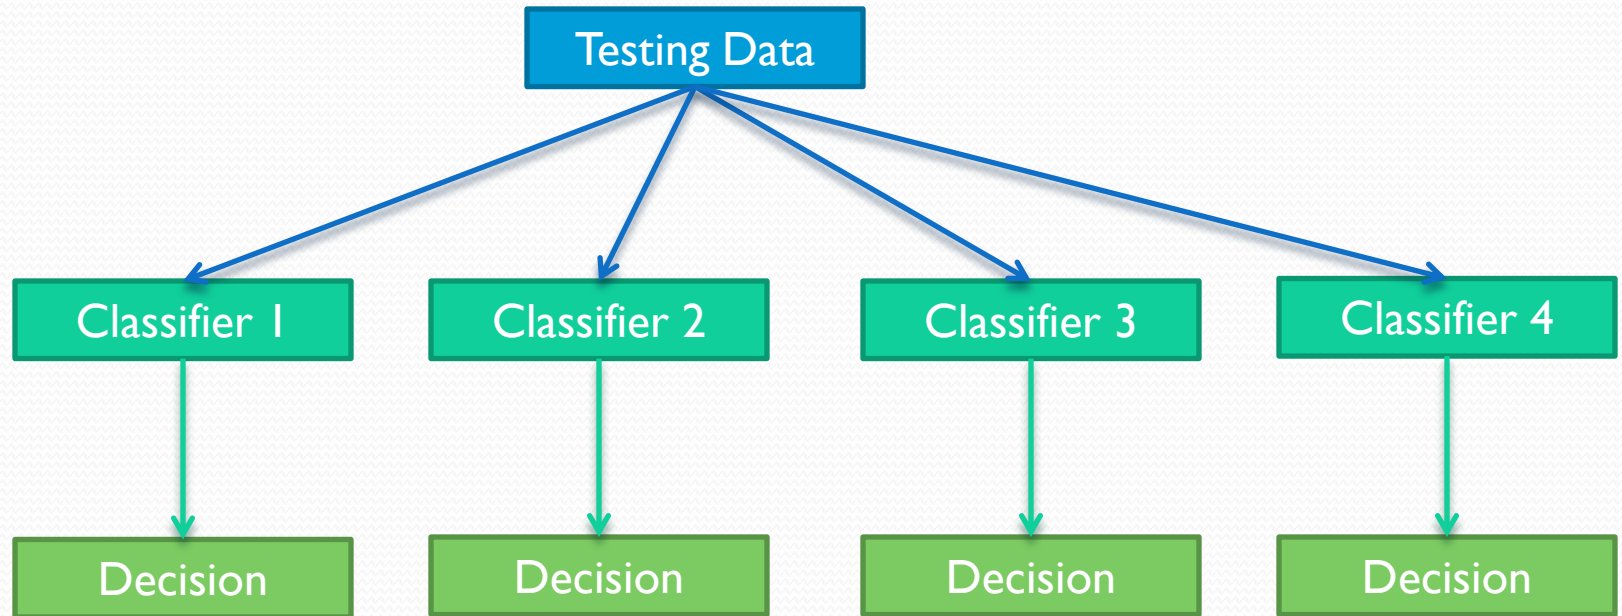 Testing Data
Classifier 1
Classifier 2
Classifier 3
Classifier 4
Decision
Decision
Decision
Decision